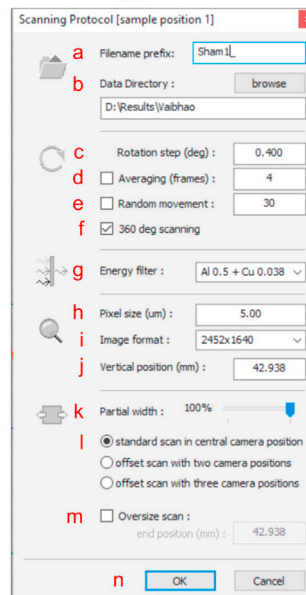 Scanning Protocol [sample position 1]
a Filename prefix: Sham1_
b Data Directory : browse
D:\Results\Vaibhao
c Rotation step (deg) : 0.400
d Averaging (frames) : 4
e Random movement : 30
f 360 deg scanning
g Energy filter : Al 0.5 + Cu 0.038
h Pixel size (um) : 5.00
i Image format : 2452x1640
j Vertical position (mm) : 42.938
k Partial width : 100%
l standard scan in central camera position
offset scan with two camera positions
offset scan with three camera positions
m Oversize scan :
end position (mm) : 42.938
n OK Cancel